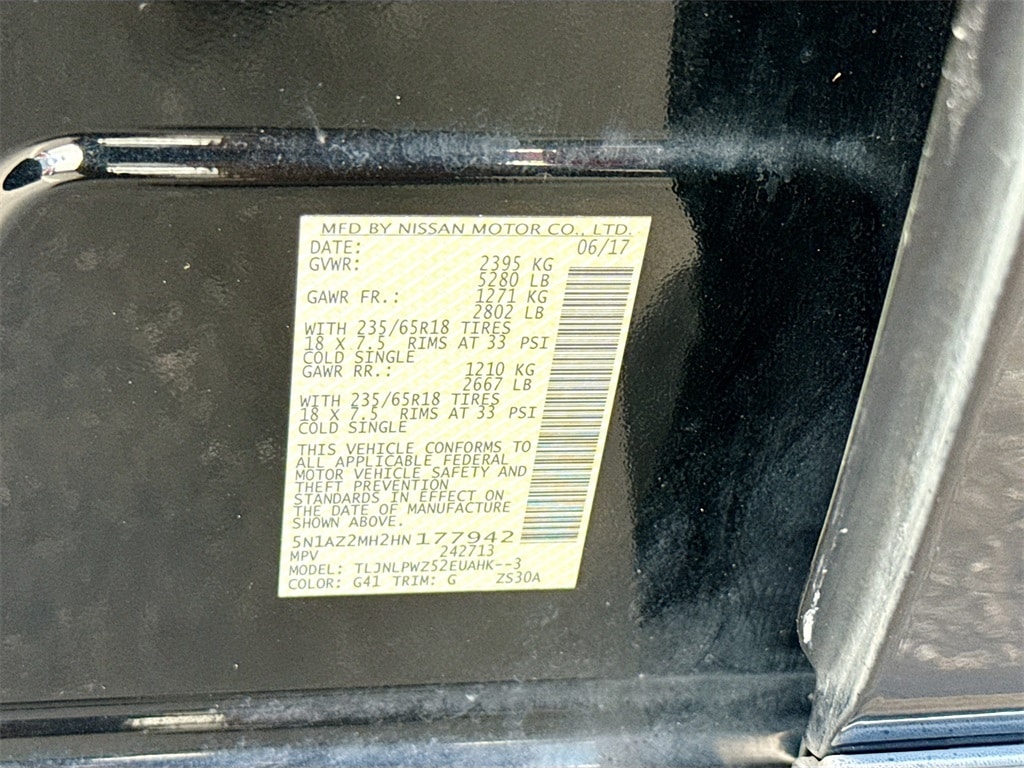 MFD BY NISSAN MOTOR CO., LTD.
DATE: 06/17
GVWR: 2395 KG
5280 LB
GAWR FR.: 1271 KG
2802 LB
WITH 235/65R18 TIRES
18 X 7.5 RIMS AT 33 PSI
COLD SINGLE
GAWR RR.: 1210 KG
2667 LB
WITH 235/65R18 TIRES
18 X 7.5 RIMS AT 33 PSI
COLD SINGLE
THIS VEHICLE CONFORMS TO
ALL APPLICABLE FEDERAL
MOTOR VEHICLE SAFETY AND
THEFT PREVENTION
STANDARDS IN EFFECT ON
THE DATE OF MANUFACTURE
SHOWN ABOVE.
5N1AZ2MH2HN177942
MPV 242713
MODEL: TLJNLPWZ52EUAHK--3
COLOR: G41 TRIM: G ZS30A